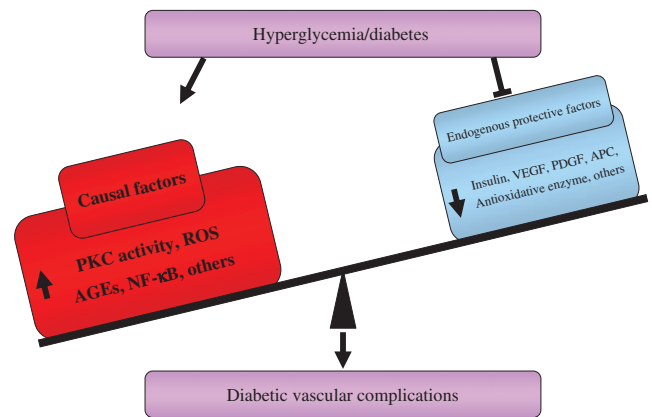 Hyperglycemia/diabetes
Endogenous protective factors
Insulin, VEGF, PDGF, APC,
Antioxidative enzyme, others
Causal factors
PKC activity, ROS
AGEs, NF-κB, others
Diabetic vascular complications